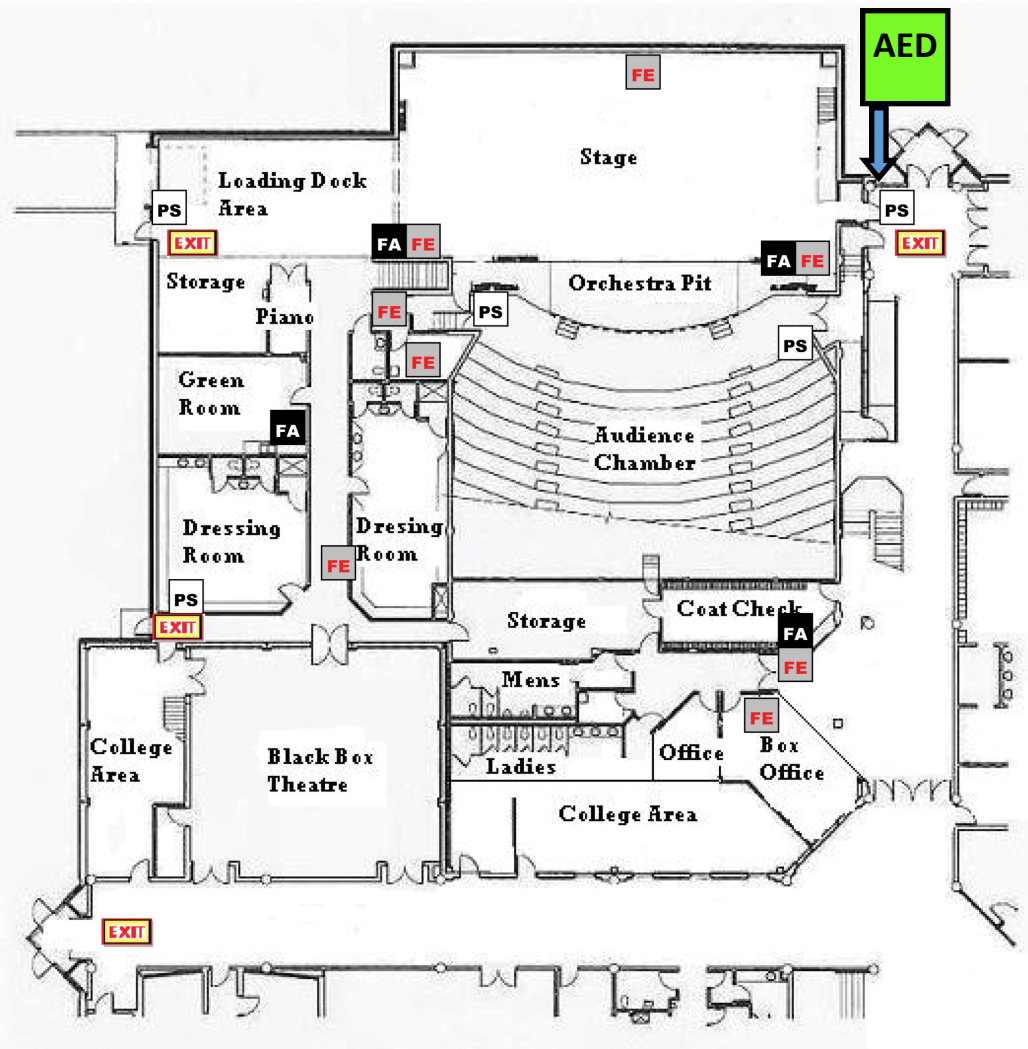 AED
FE
Stage
Loading Dock
Area
PS
PS
EXIT
EXIT
FA FE
FA FE
Storage
Orchestra Pit
Piano
FE
PS
PS
FE
Green
Room
FA
Audience
Chamber
Dressing
Room
Dresing
Room
FE
PS
EXIT
Storage
Coat Check
FA
FE
Mens
FE
College
Area
Black Box
Theatre
Ladies
Office
Box
Office
College Area
EXIT